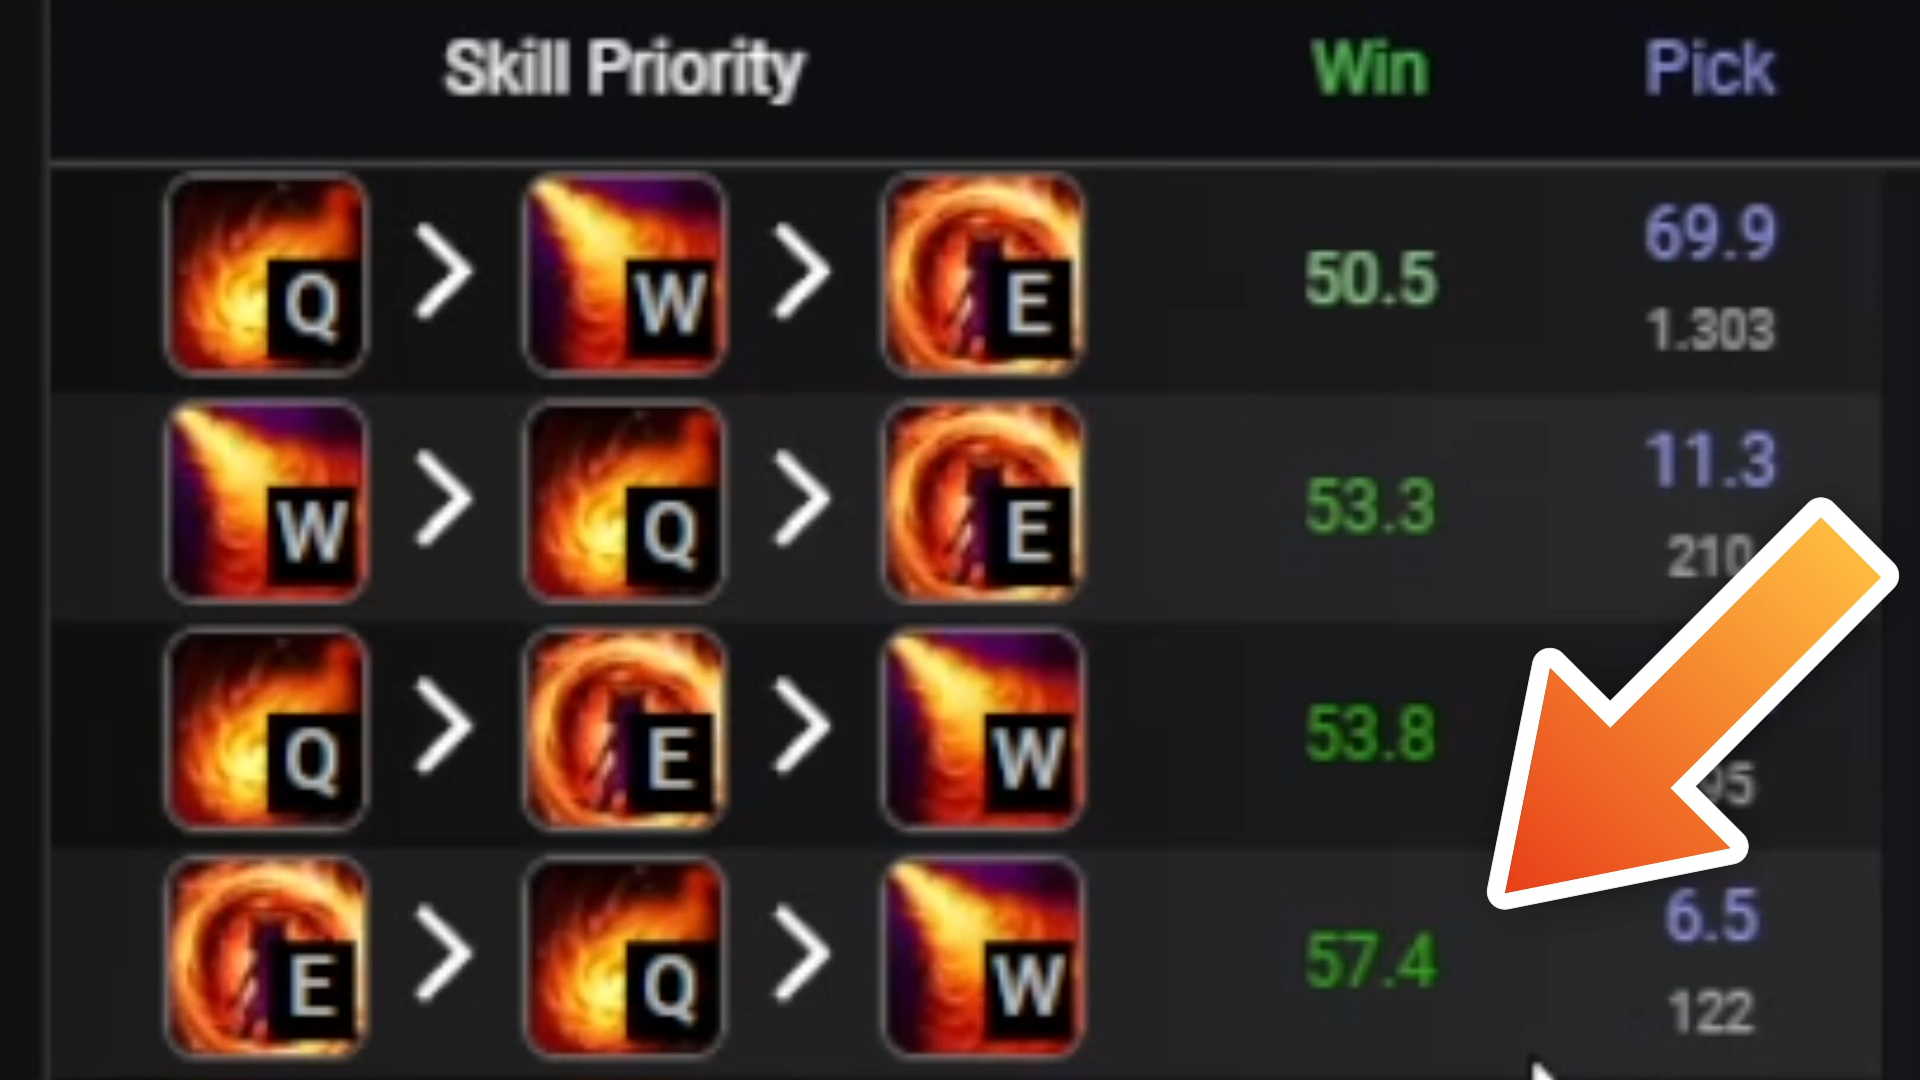 Skill Priority Win Pick
Q > W > E 50.5 69.9
1.303
W > Q > E 53.3 11.3
210
Q > E > W 53.8
E > Q > W 57.4 6.5
122